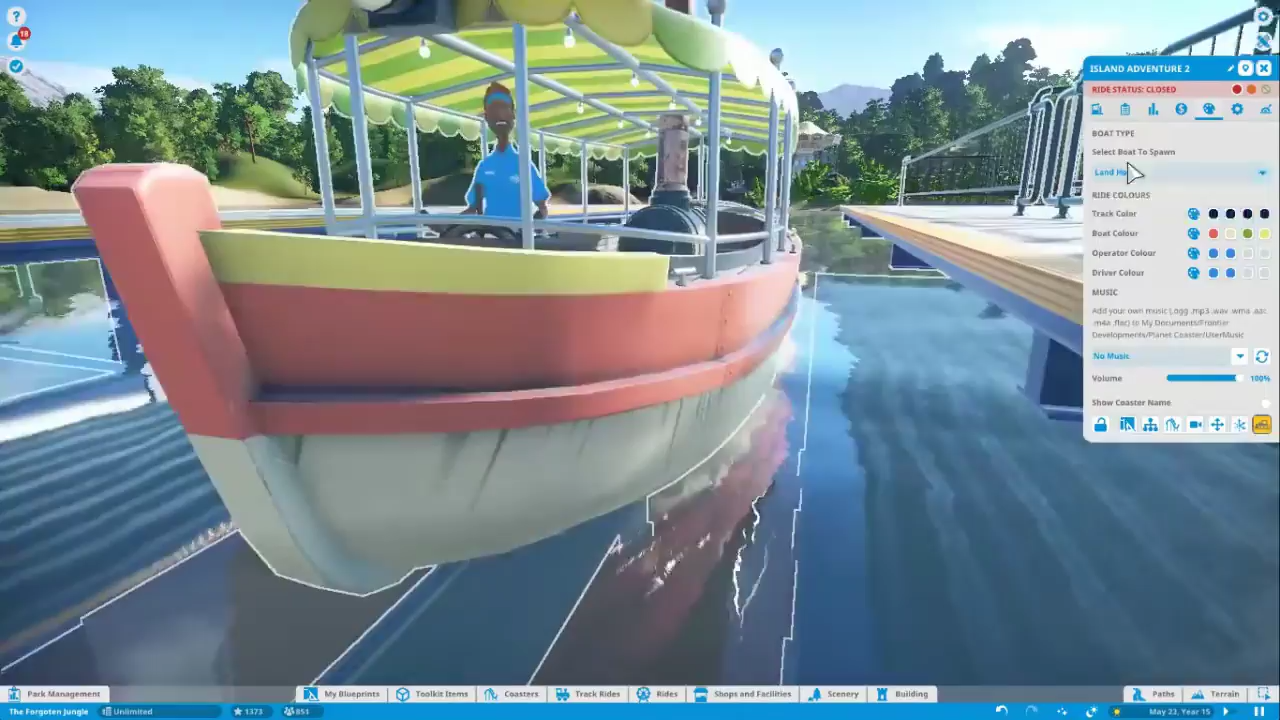 ?
18
ISLAND ADVENTURE 2
RIDE STATUS: CLOSED
BOAT TYPE
Select Boat To Spawn
Land
RIDE COLOURS
Track Color
Boat Colour
Operator Colour
Driver Colour
MUSIC
Add your own music (.ogg .mp3 .wav .wma .aac
.m4a .flac) to My Documents/Frontier
Developments/Planet Coaster/UserMusic
No Music
Volume
100%
Show Coaster Name
Park Management
My Blueprints
Toolkit Items
Coasters
Track Rides
Rides
Shops and Facilities
Scenery
Building
Paths
Terrain
The Forgoten Jungle
Unlimited
1373
851
May 23, Year 15